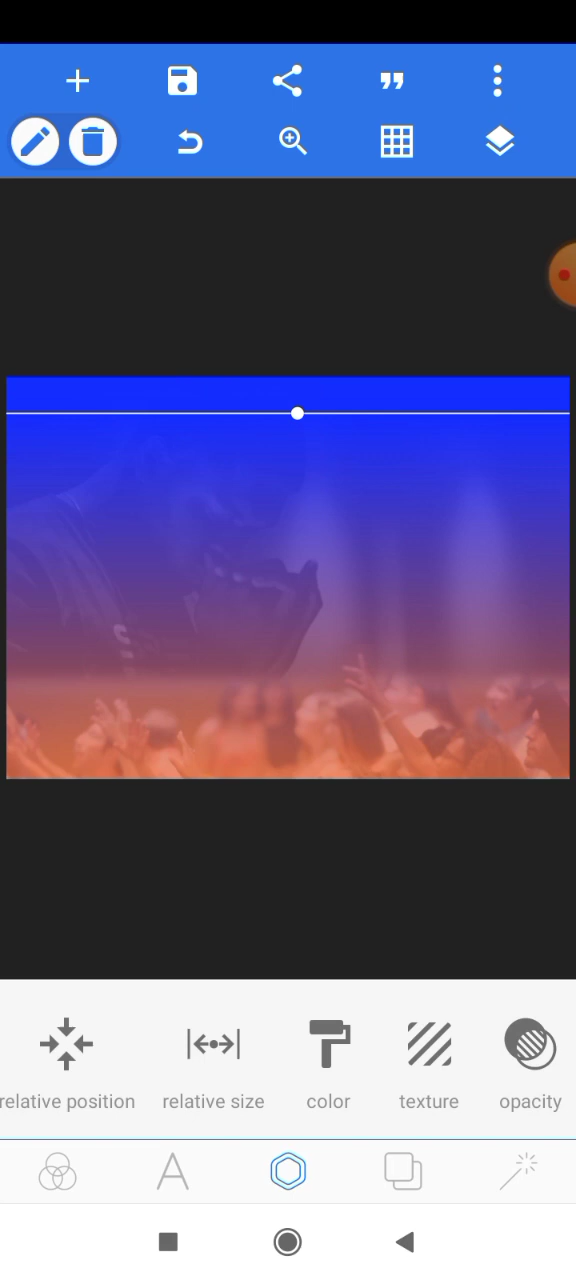 relative position
relative size
color
texture
opacity